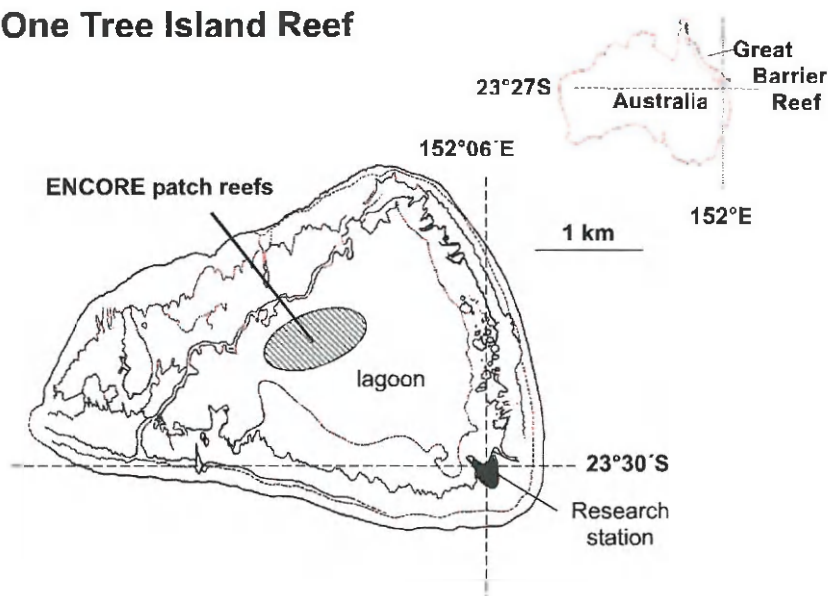 One Tree Island Reef
Great
Barrier
Reef
23°27S
Australia
152°06´E
152°E
ENCORE patch reefs
1 km
lagoon
23°30´S
Research
station